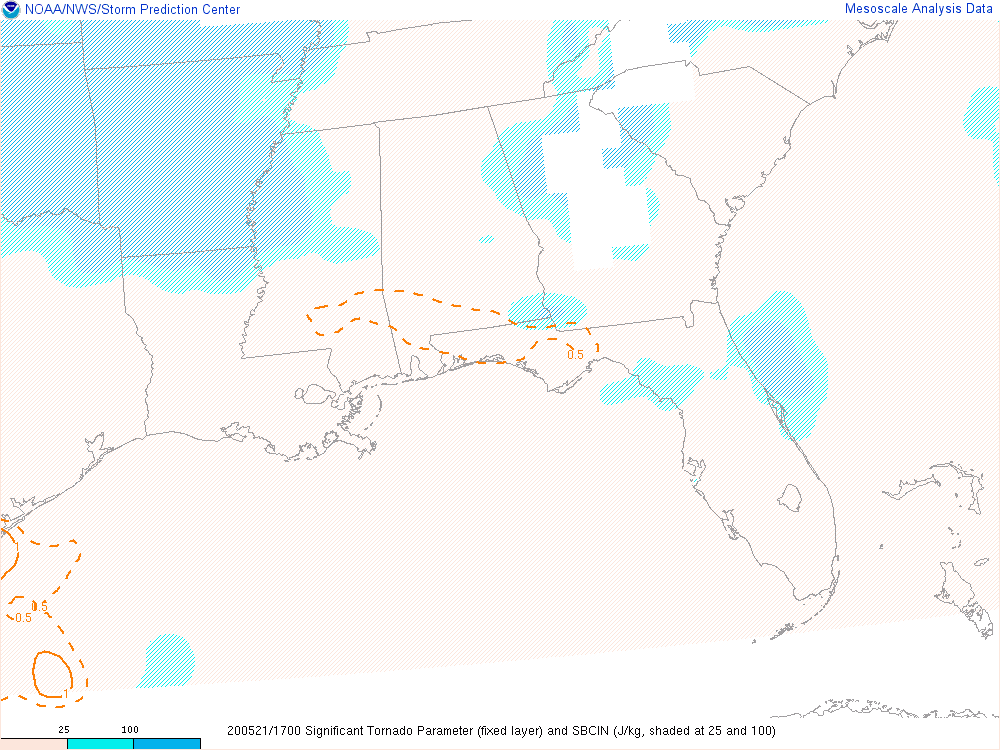 NOAA/NWS/Storm Prediction Center
Mesoscale Analysis Data
0.5
0.5
0.5
1
25 100
200521/1700 Significant Tornado Parameter (fixed layer) and SBCIN (J/kg, shaded at 25 and 100)